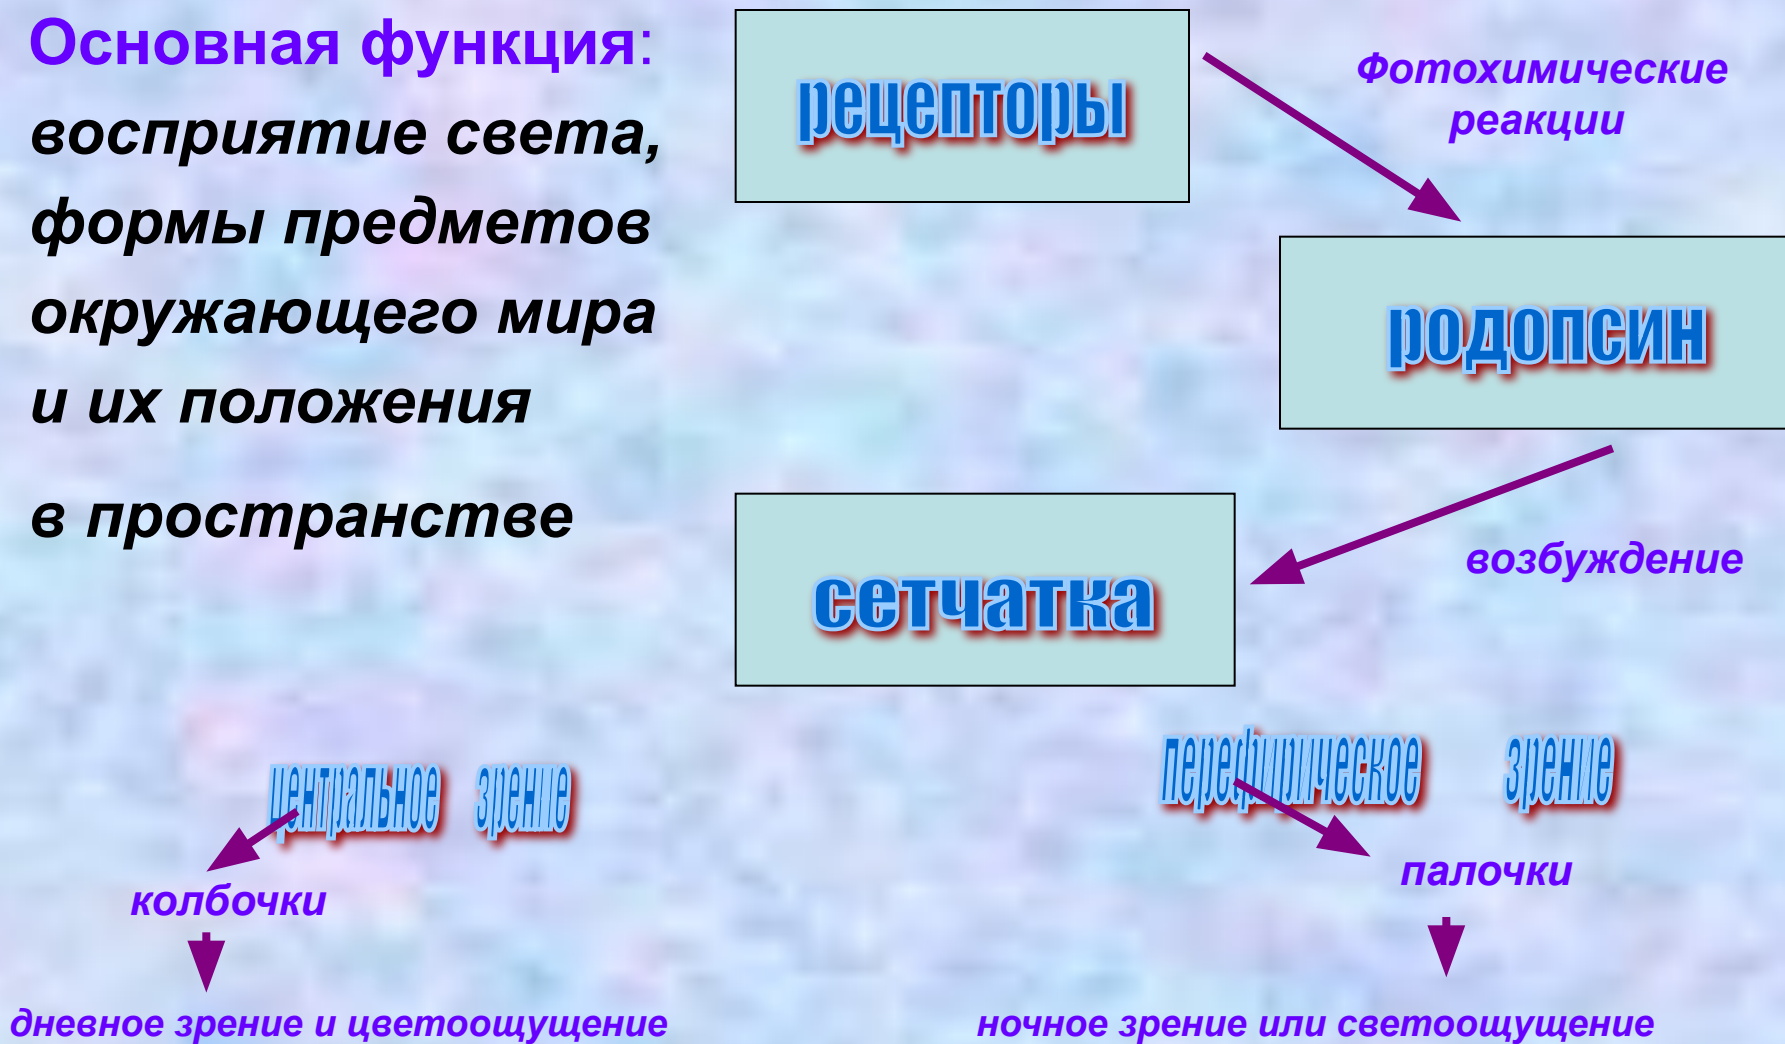 Основная функция:
восприятие света,
формы предметов
окружающего мира
и их положения
в пространстве
рецепторы
Фотохимические
реакции
родопсин
возбуждение
сетчатка
центральное зрение
колбочки
дневное зрение и цветоощущение
перефирическое зрение
палочки
ночное зрение или светоощущение